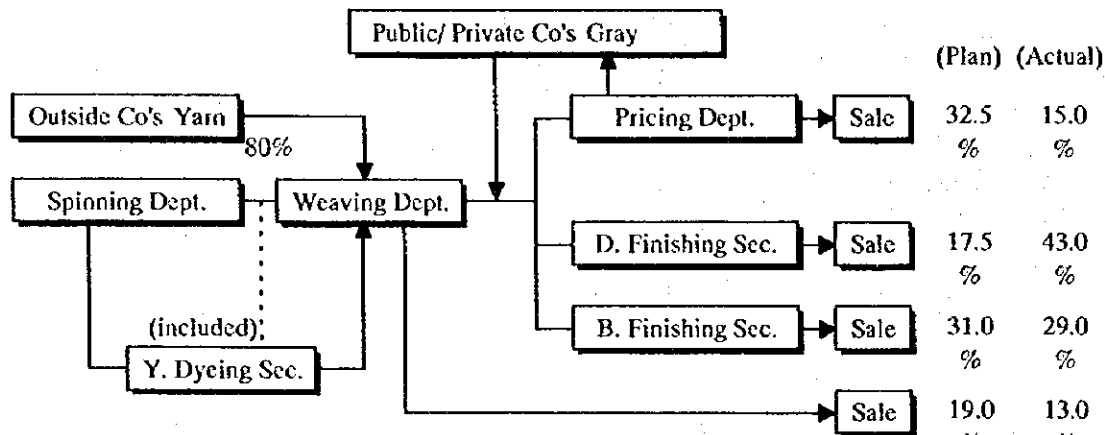 Public/ Private Co's Gray
(Plan) (Actual)
Outside Co's Yarn
80%
Pricing Dept.
Sale
32.5 15.0
% %
Spinning Dept.
Weaving Dept.
D. Finishing Sec.
Sale
17.5 43.0
% %
(included)
B. Finishing Sec.
Sale
31.0 29.0
% %
Y. Dyeing Sec.
Sale
19.0 13.0